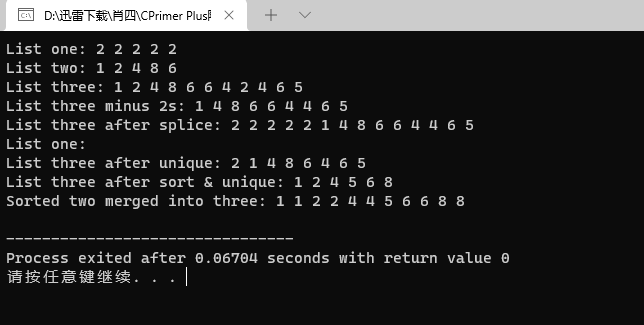 D:\迅雷下载\肖四\CPrimer Plus
List one: 2 2 2 2 2
List two: 1 2 4 8 6
List three: 1 2 4 8 6 6 4 2 4 6 5
List three minus 2s: 1 4 8 6 6 4 4 6 5
List three after splice: 2 2 2 2 2 1 4 8 6 6 4 4 6 5
List one:
List three after unique: 2 1 4 8 6 4 6 5
List three after sort & unique: 1 2 4 5 6 8
Sorted two merged into three: 1 1 2 2 4 4 5 6 6 8 8
--------------------------------
Process exited after 0.06704 seconds with return value 0
请按任意键继续. . .